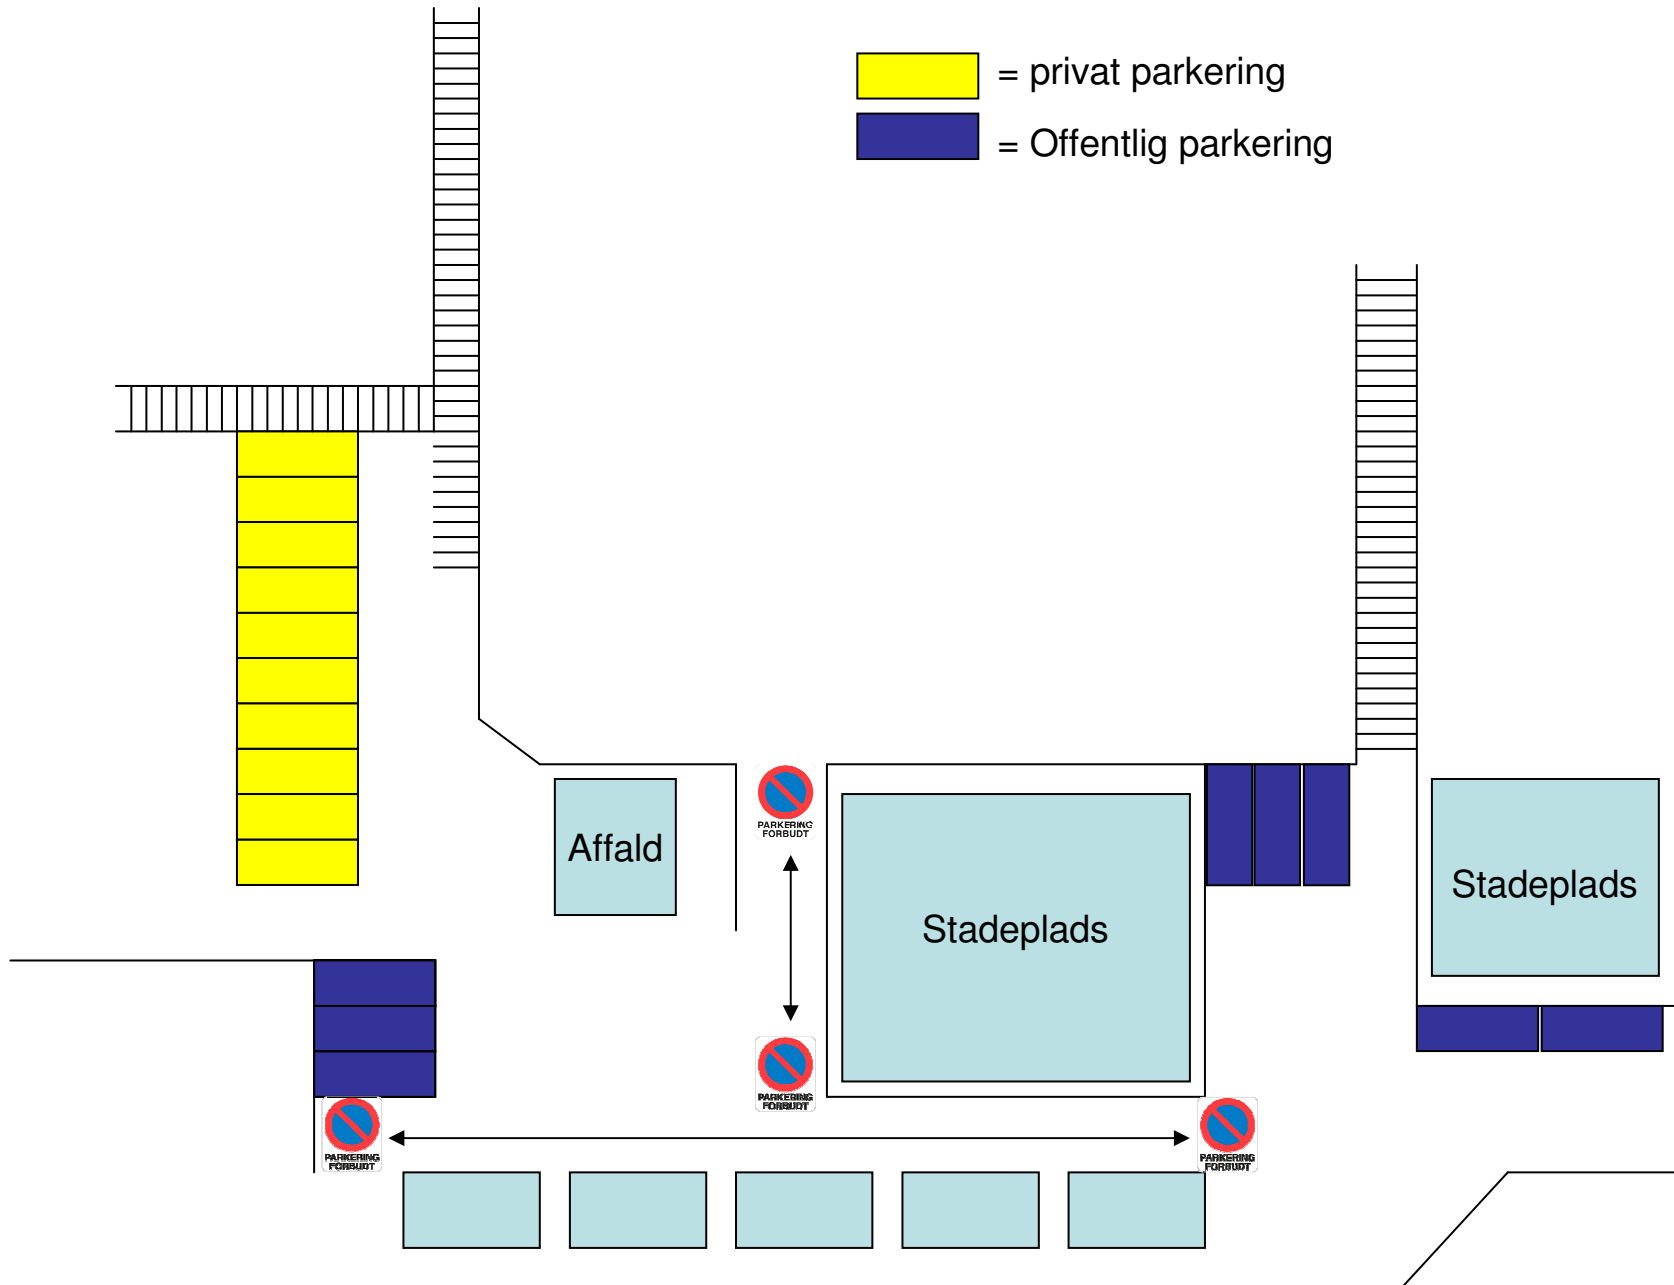 = privat parkering
= Offentlig parkering
PARKERING
FORBUDT
Affald
Stadeplads
Stadeplads
PARKERING
FORBUDT
PARKERING
FORBUDT
PARKERING
FORBUDT